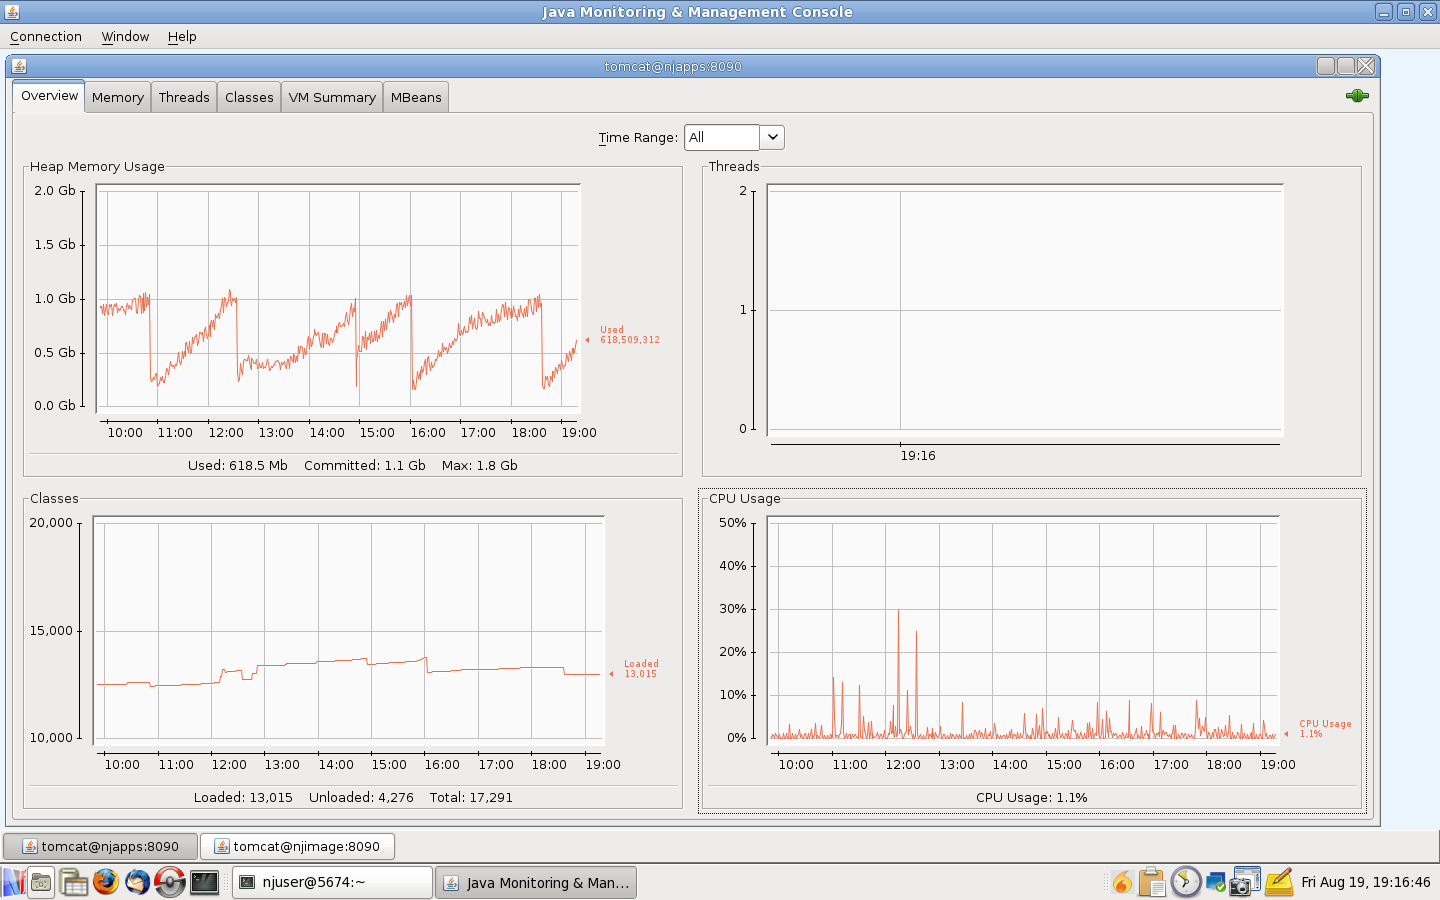 Java Monitoring & Management Console
Connection Window Help
tomcat@njapps:8090
Overview Memory Threads Classes VM Summary MBeans
Time Range: All
Heap Memory Usage
2.0 Gb
1.5 Gb
1.0 Gb
0.5 Gb
0.0 Gb
Used
618,509,312
10:00 11:00 12:00 13:00 14:00 15:00 16:00 17:00 18:00 19:00
Used: 618.5 Mb Committed: 1.1 Gb Max: 1.8 Gb
Threads
2
1
0
19:16
Classes
20,000
15,000
10,000
Loaded
13,015
10:00 11:00 12:00 13:00 14:00 15:00 16:00 17:00 18:00 19:00
Loaded: 13,015 Unloaded: 4,276 Total: 17,291
CPU Usage
50%
40%
30%
20%
10%
0%
CPU Usage
1.1%
10:00 11:00 12:00 13:00 14:00 15:00 16:00 17:00 18:00 19:00
CPU Usage: 1.1%
tomcat@njapps:8090 tomcat@njimage:8090
njuser@5674:~ Java Monitoring & Man... Fri Aug 19, 19:16:46